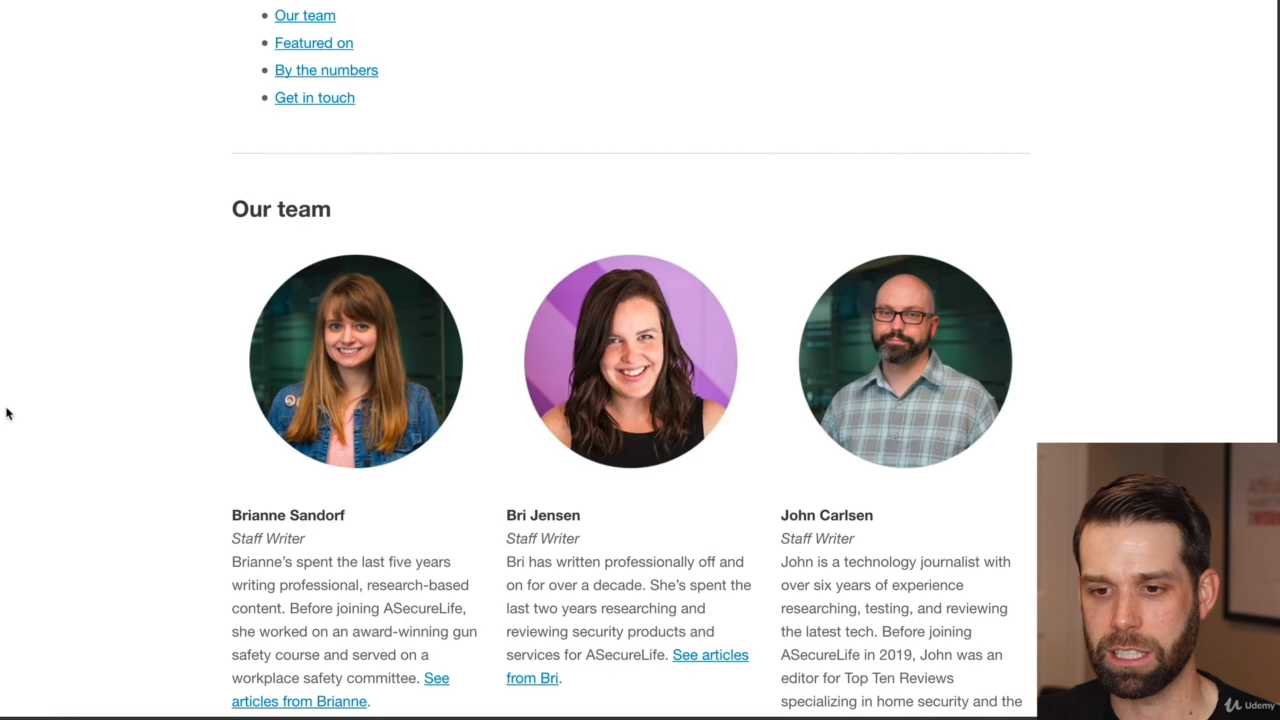 Our team
Featured on
By the numbers
Get in touch
Our team
Brianne Sandorf
Staff Writer
Brianne’s spent the last five years
writing professional, research-based
content. Before joining ASecureLife,
she worked on an award-winning gun
safety course and served on a
workplace safety committee. See
articles from Brianne.
Bri Jensen
Staff Writer
Bri has written professionally off and
on for over a decade. She’s spent the
last two years researching and
reviewing security products and
services for ASecureLife. See articles
from Bri.
John Carlsen
Staff Writer
John is a technology journalist with
over six years of experience
researching, testing, and reviewing
the latest tech. Before joining
ASecureLife in 2019, John was an
editor for Top Ten Reviews
specializing in home security and the
Udemy